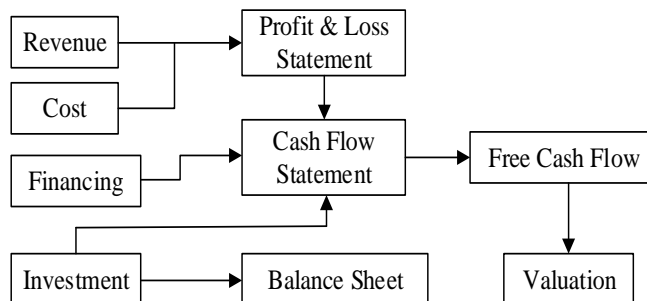 Revenue
Profit & Loss
Statement
Cost
Cash Flow
Statement
Free Cash Flow
Financing
Investment
Balance Sheet
Valuation